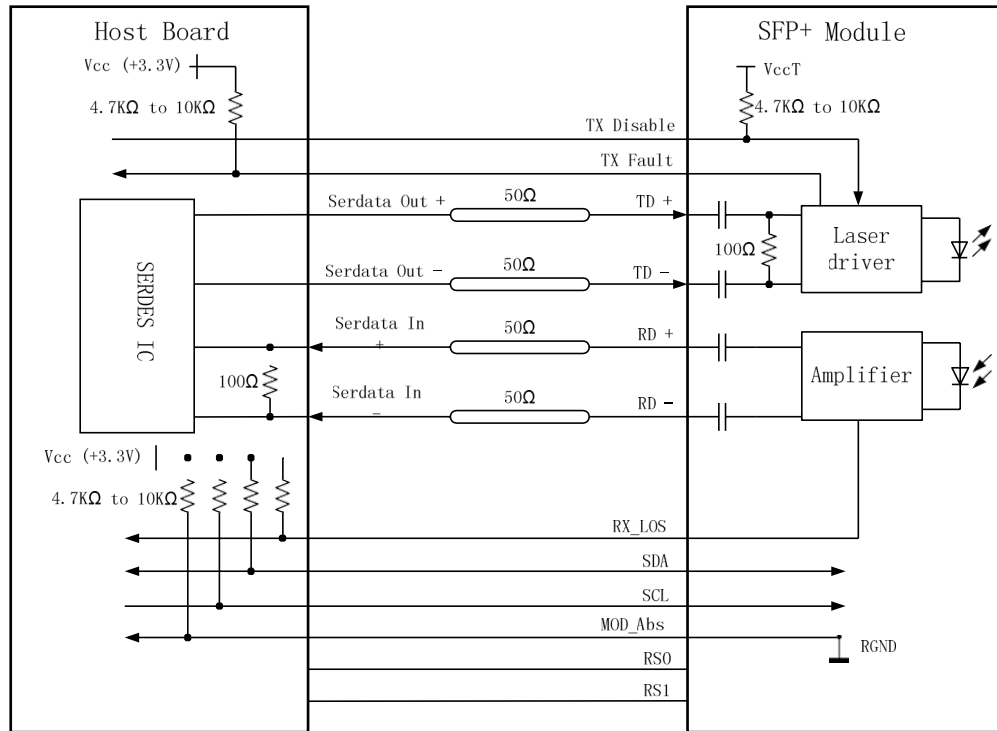 Host Board
SFP+ Module
Vcc (+3.3V)
VccT
4.7KΩ to 10KΩ
4.7KΩ to 10KΩ
TX Disable
TX Fault
Serdata Out +
50Ω
TD +
100Ω
Laser
driver
Serdata Out −
50Ω
TD −
SERDES IC
Serdata In
+
50Ω
RD +
100Ω
Amplifier
Serdata In
−
50Ω
RD −
Vcc (+3.3V)
4.7KΩ to 10KΩ
RX_LOS
SDA
SCL
MOD_Abs
RGND
RS0
RS1